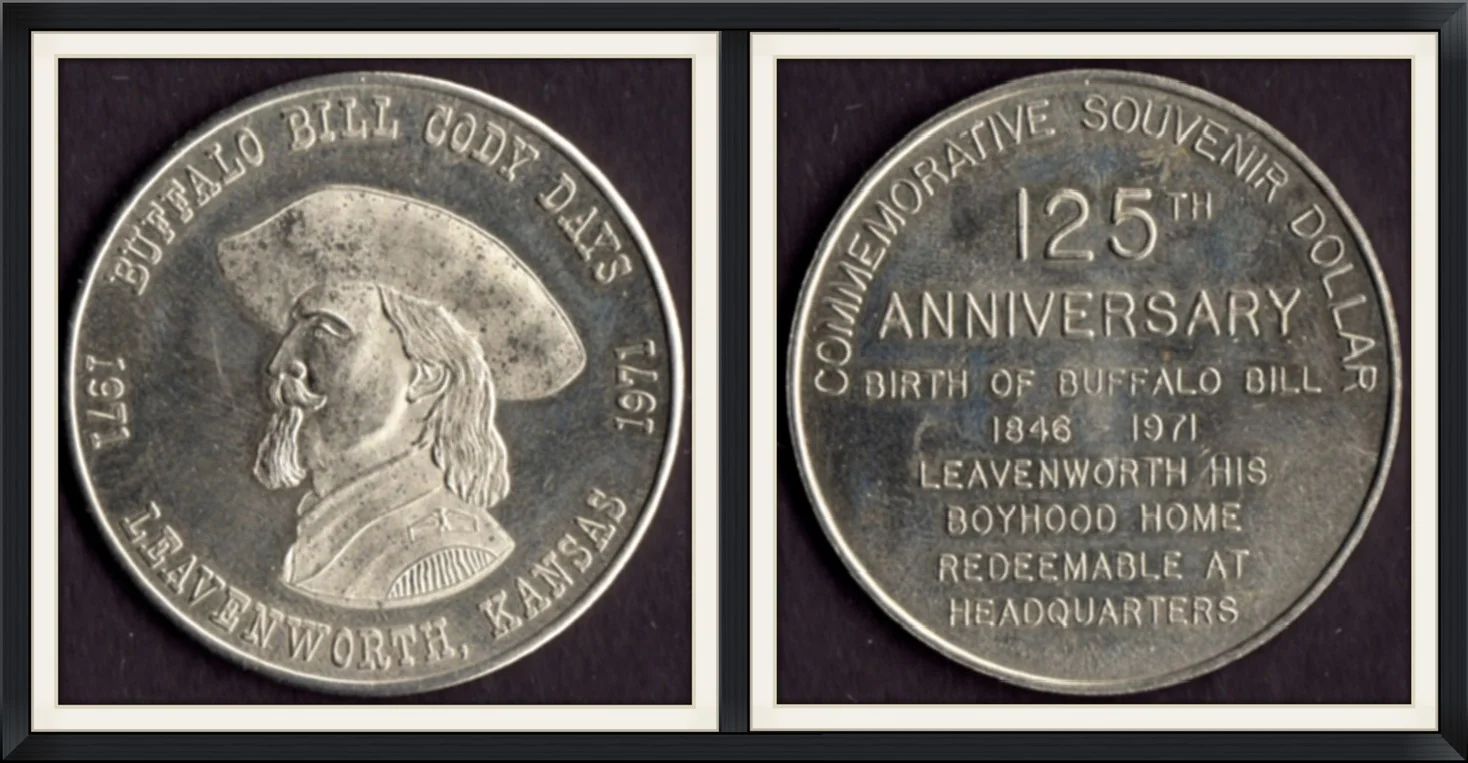 BUFFALO BILL CODY DAYS
1971
1971
LEAVENWORTH, KANSAS
COMMEMORATIVE SOUVENIR DOLLAR
125TH
ANNIVERSARY
BIRTH OF BUFFALO BILL
1846 1971
LEAVENWORTH HIS
BOYHOOD HOME
REDEEMABLE AT
HEADQUARTERS